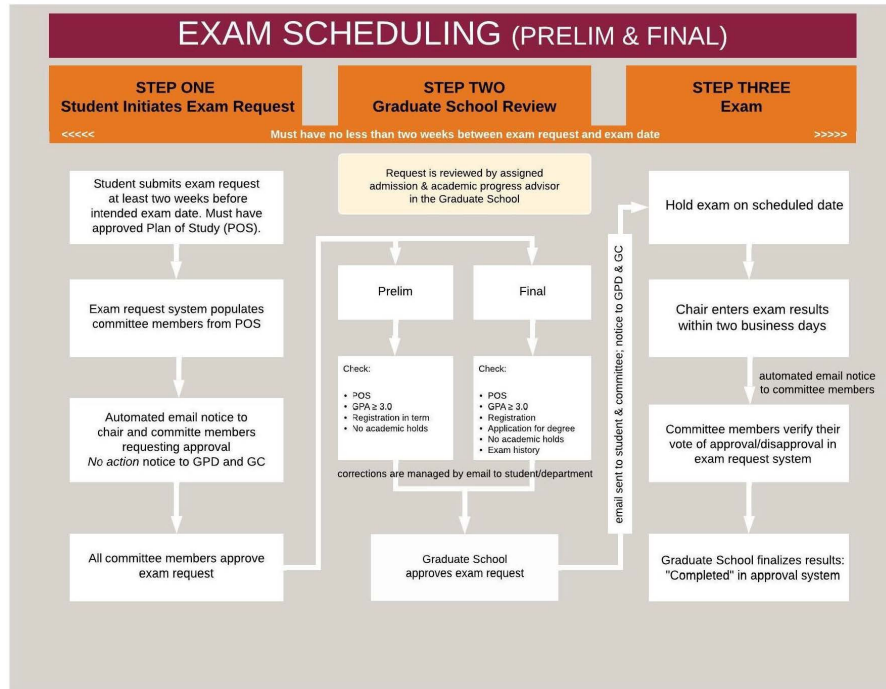 EXAM SCHEDULING (PRELIM & FINAL)
STEP ONE
Student Initiates Exam Request
STEP TWO
Graduate School Review
STEP THREE
Exam
<<<<< Must have no less than two weeks between exam request and exam date >>>>>
Student submits exam request
at least two weeks before
intended exam date. Must have
approved Plan of Study (POS).
Exam request system populates
committee members from POS
Automated email notice to
chair and committe members
requesting approval
No action notice to GPD and GC
All committee members approve
exam request
Request is reviewed by assigned
admission & academic progress advisor
in the Graduate School
Prelim
Check:
• POS
• GPA ≥ 3.0
• Registration in term
• No academic holds
Final
Check:
• POS
• GPA ≥ 3.0
• Registration
• Application for degree
• No academic holds
• Exam history
corrections are managed by email to student/department
Graduate School
approves exam request
email sent to student & committee; notice to GPD & GC
Hold exam on scheduled date
Chair enters exam results
within two business days
automated email notice
to committee members
Committee members verify their
vote of approval/disapproval in
exam request system
Graduate School finalizes results:
"Completed" in approval system